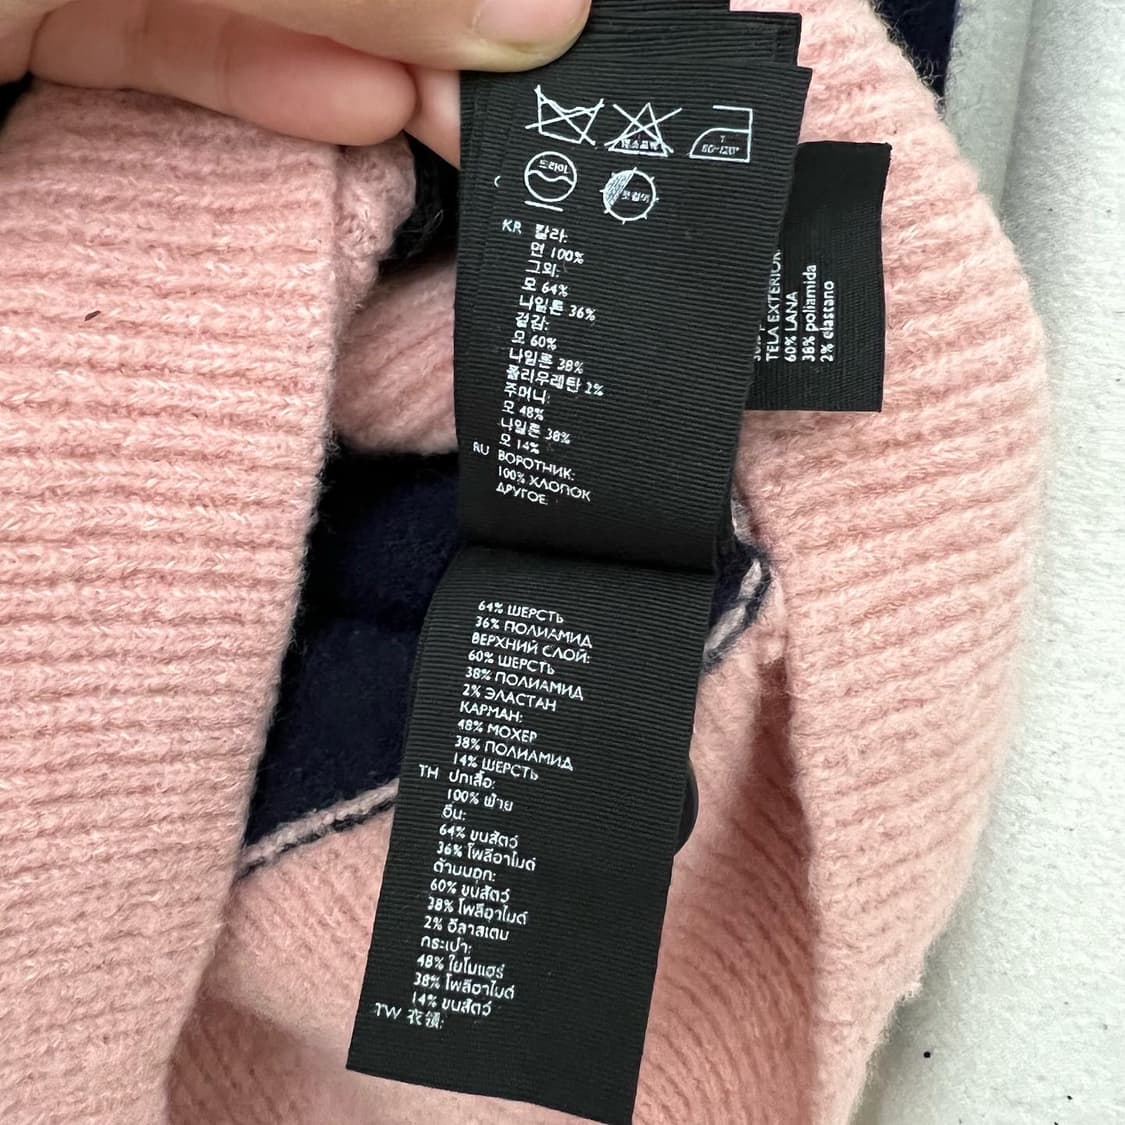 80~120°
드라이
옷걸이
KR 칼라:
면 100%
그외:
모 64%
나일론 36%
겉감:
모 60%
나일론 38%
폴리우레탄 2%
주머니:
모 48%
나일론 38%
모 14%
RU ВОРОТНИК:
100% ХЛОПОК
ДРУГОЕ:
64% ШЕРСТЬ
36% ПОЛИАМИД
ВЕРХНИЙ СЛОЙ:
60% ШЕРСТЬ
38% ПОЛИАМИД
2% ЭЛАСТАН
КАРМАН:
48% МОХЕР
38% ПОЛИАМИД
14% ШЕРСТЬ
TH ปกเสื้อ:
100% ฝ้าย
อื่น:
64% ขนสัตว์
36% โพลีอาไมด์
ด้านนอก:
60% ขนสัตว์
38% โพลีอาไมด์
2% อีลาสเตน
กระเป๋า:
48% ใยโมแฮร์
38% โพลีอาไมด์
14% ขนสัตว์
TW 衣領:
TELA EXTERIOR
60% LANA
38% poliamida
2% elastano